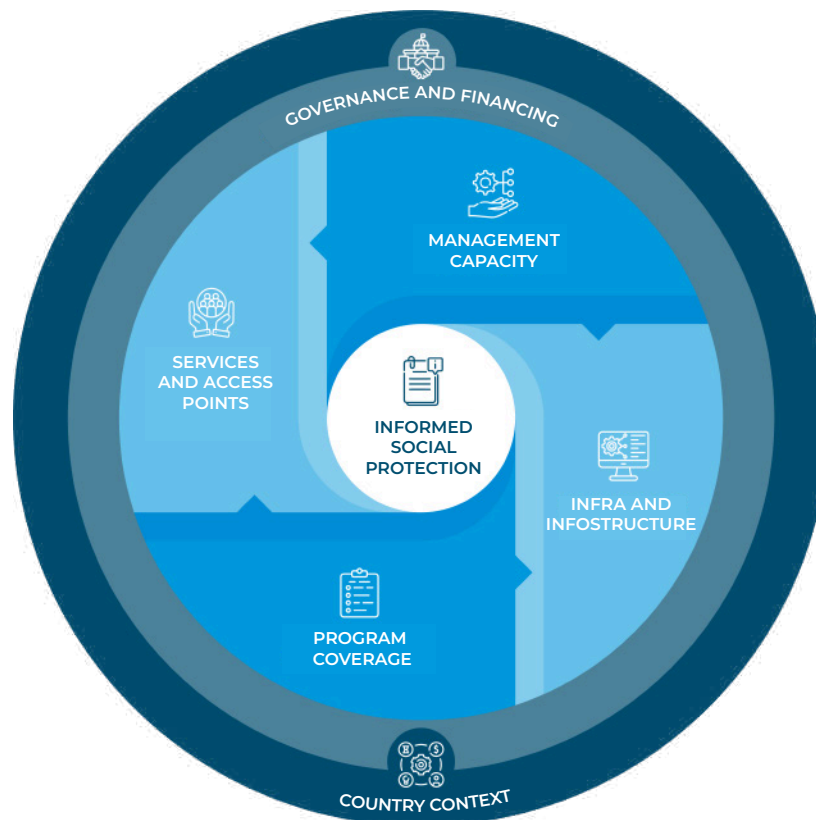 GOVERNANCE AND FINANCING
MANAGEMENT
CAPACITY
SERVICES
AND ACCESS
POINTS
INFORMED
SOCIAL
PROTECTION
INFRA AND
INFOSTRUCTURE
PROGRAM
COVERAGE
COUNTRY CONTEXT